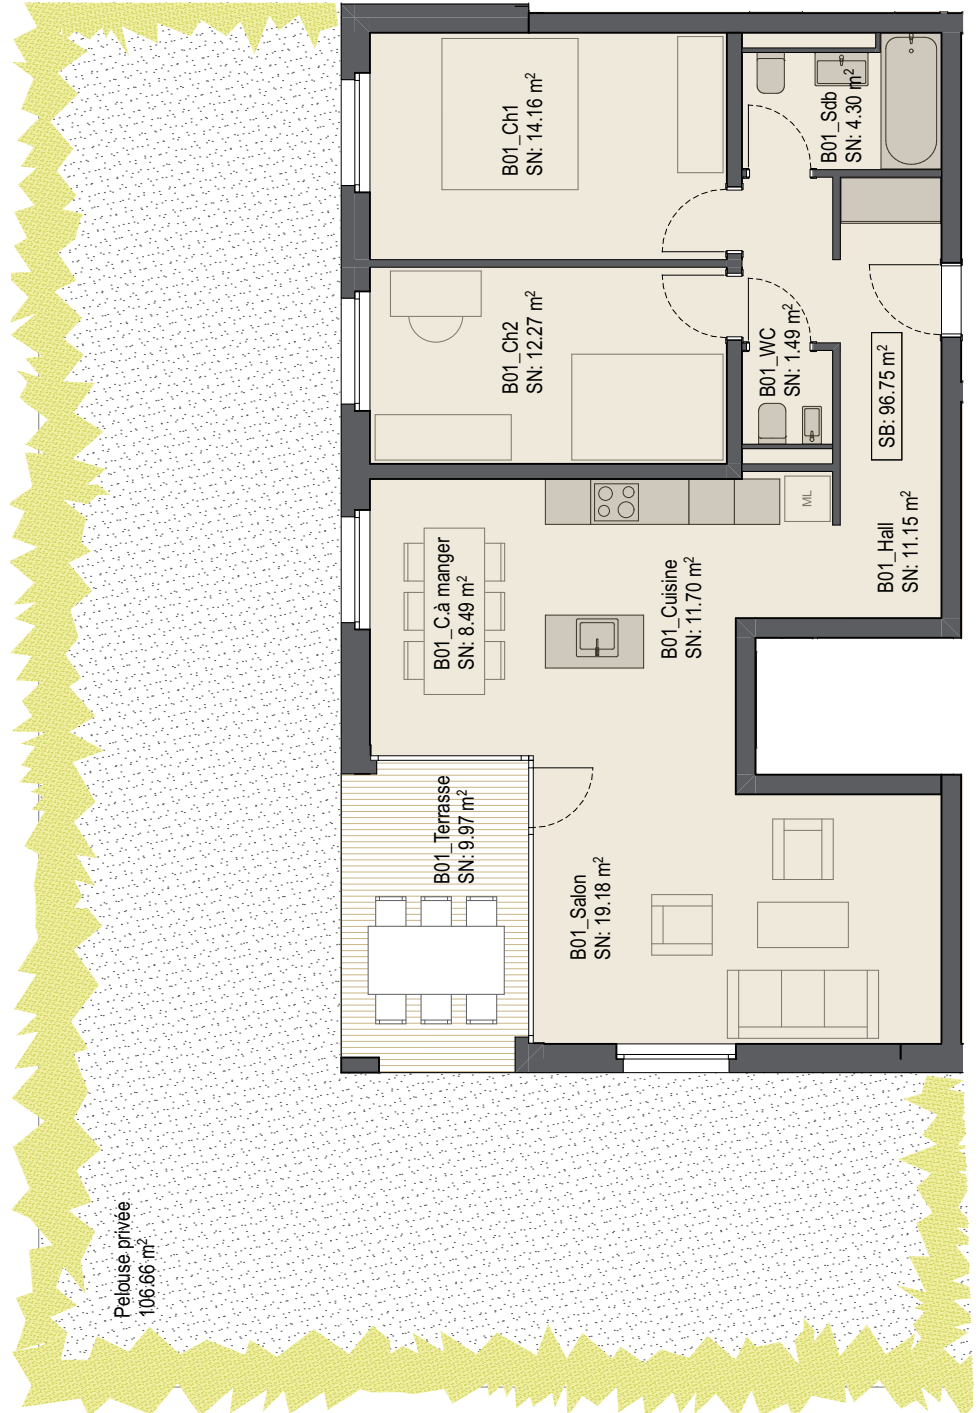 B01_Ch1
SN: 14.16 m²
B01_Sdb
SN: 4.30 m²
B01_Ch2
SN: 12.27 m²
B01_WC
SN: 1.49 m²
SB: 96.75 m²
B01_Hall
SN: 11.15 m²
ML
B01_C.à manger
SN: 8.49 m²
B01_Cuisine
SN: 11.70 m²
B01_Terrasse
SN: 9.97 m²
B01_Salon
SN: 19.18 m²
Pelouse privée
106.66 m²